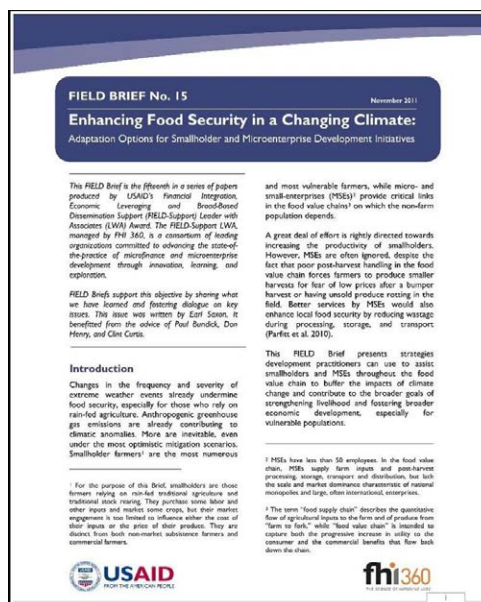 FIELD BRIEF No. 15
November 2011
Enhancing Food Security in a Changing Climate:
Adaptation Options for Smallholder and Microenterprise Development Initiatives
This FIELD Brief is the fifteenth in a series of papers
produced by USAID's Financial Integration,
Economic Leveraging and Broad-Based
Dissemination Support (FIELD-Support) Leader with
Associates (LWA) Award. The FIELD-Support LWA,
managed by FHI 360, is a consortium of leading
organizations committed to advancing the state-of-
the-practice of microfinance and microenterprise
development through innovation, learning, and
exploration.
FIELD Briefs support this objective by sharing what
we have learned and fostering dialogue on key
issues. This issue was written by Earl Saxon. It
benefitted from the advice of Paul Bundick, Don
Henry, and Clint Curtis.
Introduction
Changes in the frequency and severity of
extreme weather events already undermine
food security, especially for those who rely on
rain-fed agriculture. Anthropogenic greenhouse
gas emissions are already contributing to
climatic anomalies. More are inevitable, even
under the most optimistic mitigation scenarios.
Smallholder farmers¹ are the most numerous
¹ For the purpose of this Brief, smallholders are those
farmers relying on rain-fed traditional agriculture and
traditional stock rearing. They purchase some labor and
other inputs and market some crops, but their market
engagement is too limited to influence either the cost of
their inputs or the price of their produce. They are
distinct from both non-market subsistence farmers and
commercial farmers.
and most vulnerable farmers, while micro- and
small-enterprises (MSEs)² provide critical links
in the food value chains³ on which the non-farm
population depends.
A great deal of effort is rightly directed towards
increasing the productivity of smallholders.
However, MSEs are often ignored, despite the
fact that poor post-harvest handling in the food
value chain forces farmers to produce smaller
harvests for fear of low prices after a bumper
harvest or having unsold produce rotting in the
field. Better services by MSEs would also
enhance local food security by reducing wastage
during processing, storage, and transport
(Parfitt et al. 2010).
This FIELD Brief presents strategies
development practitioners can use to assist
smallholders and MSEs throughout the food
value chain to buffer the impacts of climate
change and contribute to the broader goals of
strengthening livelihood and fostering broader
economic development, especially for
vulnerable populations.
² MSEs have less than 50 employees. In the food value
chain, MSEs supply farm inputs and post-harvest
processing, storage, transport and distribution, but lack
the scale and market dominance characteristic of national
monopolies and large, often international, enterprises.
³ The term "food supply chain" describes the quantitative
flow of agricultural inputs to the farm and of produce from
"farm to fork," while "food value chain" is intended to
capture both the progressive increase in utility to the
consumer and the commercial benefits that flow back
down the chain.
USAID
FROM THE AMERICAN PEOPLE
fhi360
THE SCIENCE OF IMPROVING LIVES